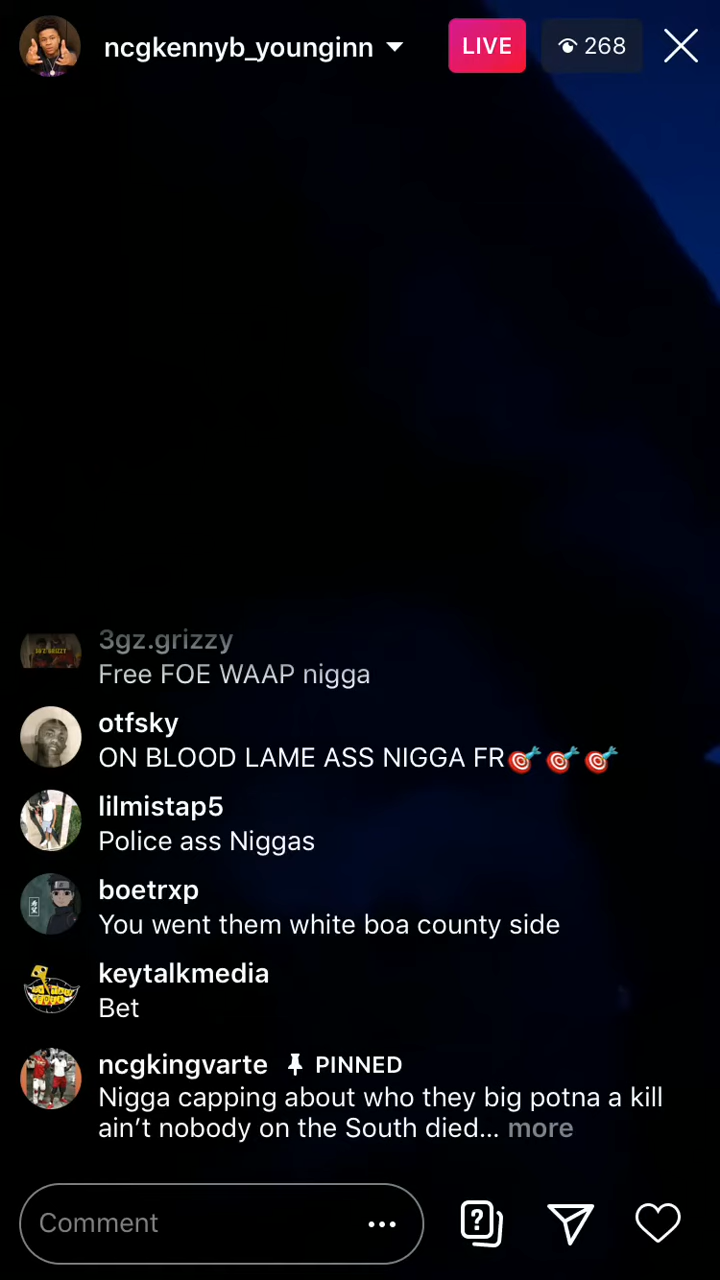 ncgkennyb_younginn
LIVE
268
3gz.grizzy
Free FOE WAAP nigga
otfsky
ON BLOOD LAME ASS NIGGA FR🎯🎯🎯
lilmistap5
Police ass Niggas
boetrxp
You went them white boa county side
keytalkmedia
Bet
ncgkingvarte PINNED
Nigga capping about who they big potna a kill
ain’t nobody on the South died... more
Comment